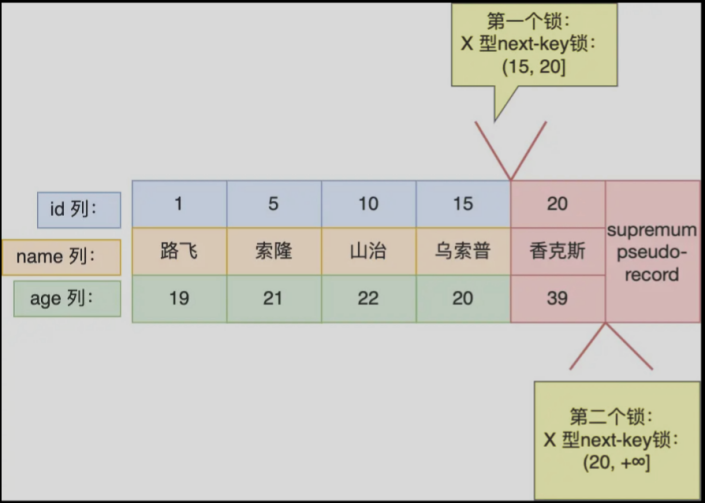 第一个锁：
X 型next-key锁：
(15, 20]
id 列： 1 5 10 15 20
name 列： 路飞 索隆 山治 乌索普 香克斯
supremum
pseudo-
record
age 列： 19 21 22 20 39
第二个锁：
X 型next-key锁：
(20, +∞]